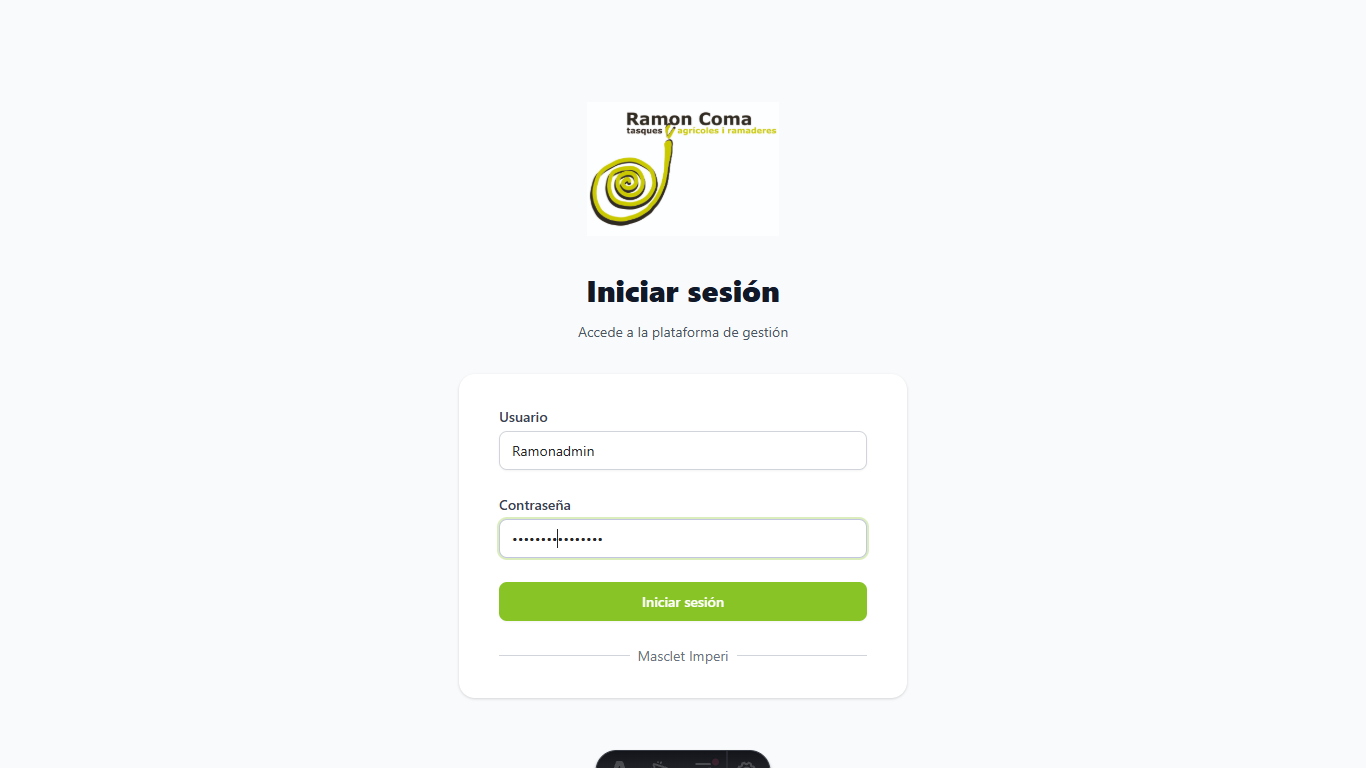 Ramon Coma
tasques agrícoles i ramaderes
Iniciar sesión
Accede a la plataforma de gestión
Usuario
Ramonadmin
Contraseña
••••••••••••••••
Iniciar sesión
Masclet Imperi